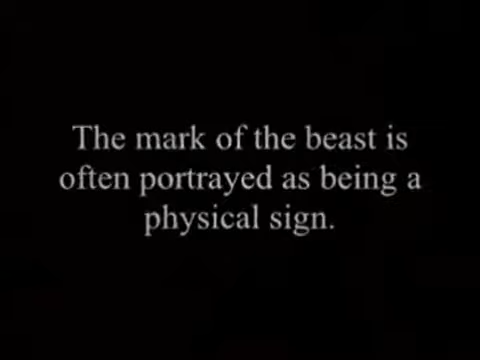 The mark of the beast is
often portrayed as being a
physical sign.